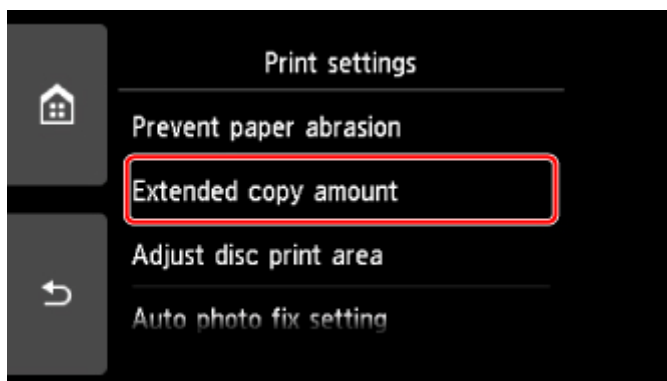 Print settings
Prevent paper abrasion
Extended copy amount
Adjust disc print area
Auto photo fix setting